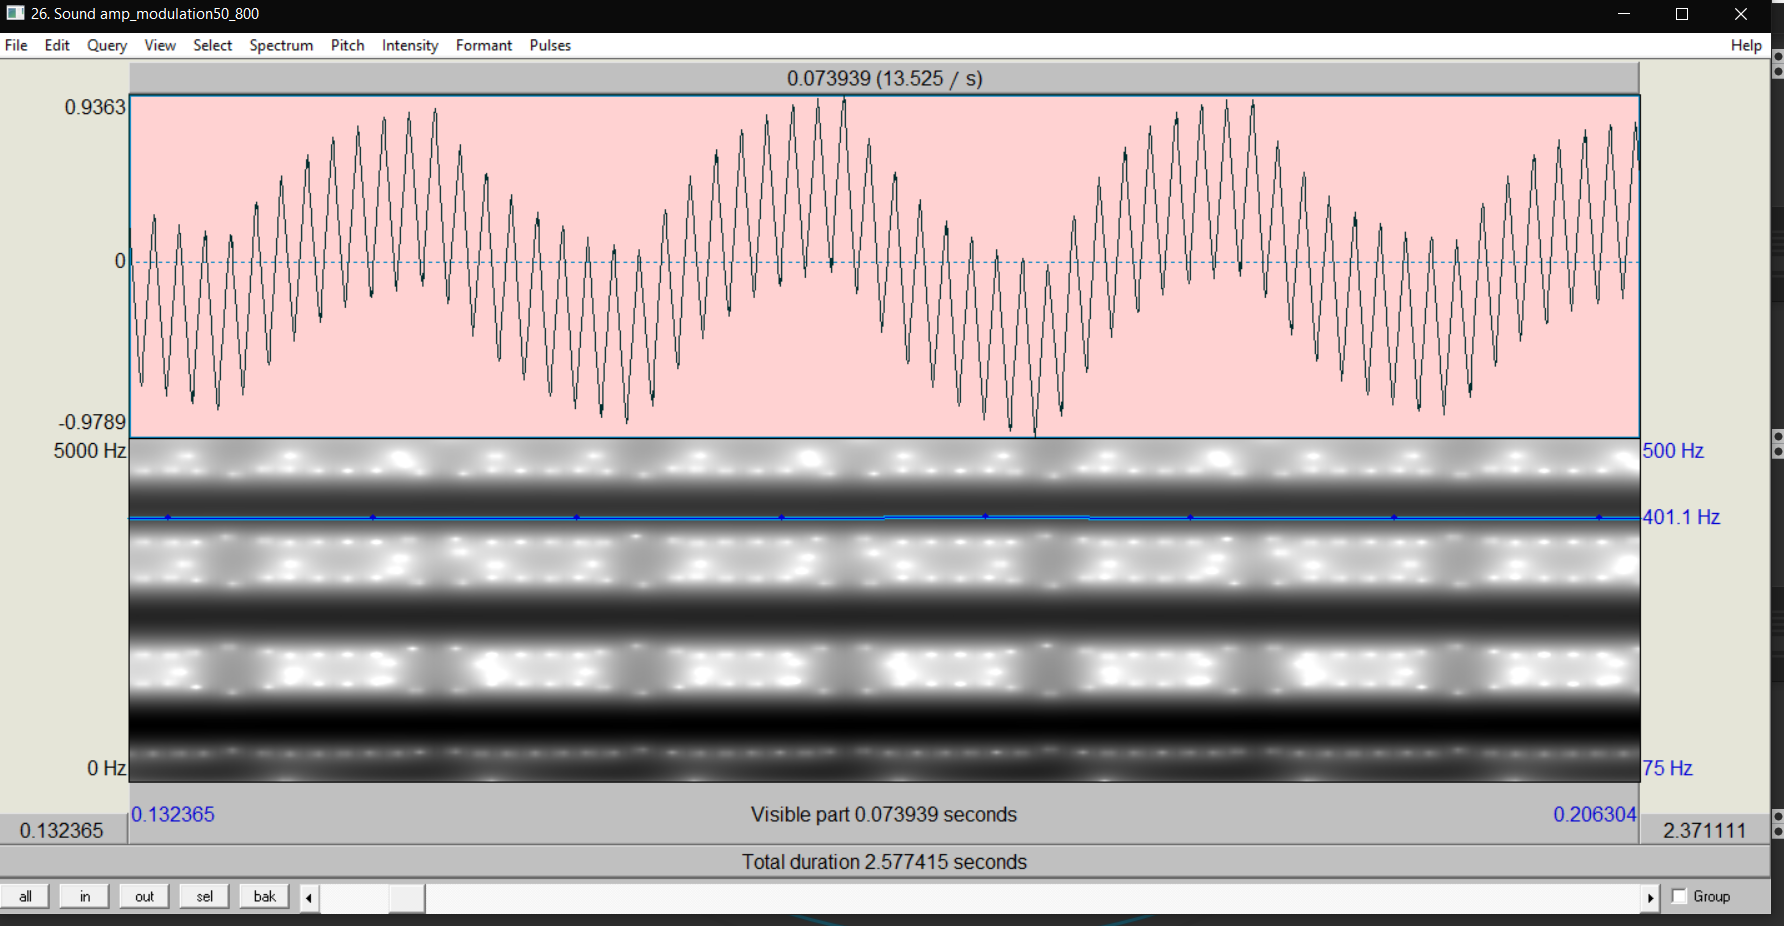 26. Sound amp_modulation50_800
File Edit Query View Select Spectrum Pitch Intensity Formant Pulses Help
0.073939 (13.525 / s)
0.9363
0
-0.9789
5000 Hz 500 Hz
401.1 Hz
0 Hz 75 Hz
0.132365 Visible part 0.073939 seconds 0.206304
0.132365 2.371111
Total duration 2.577415 seconds
all in out sel bak Group